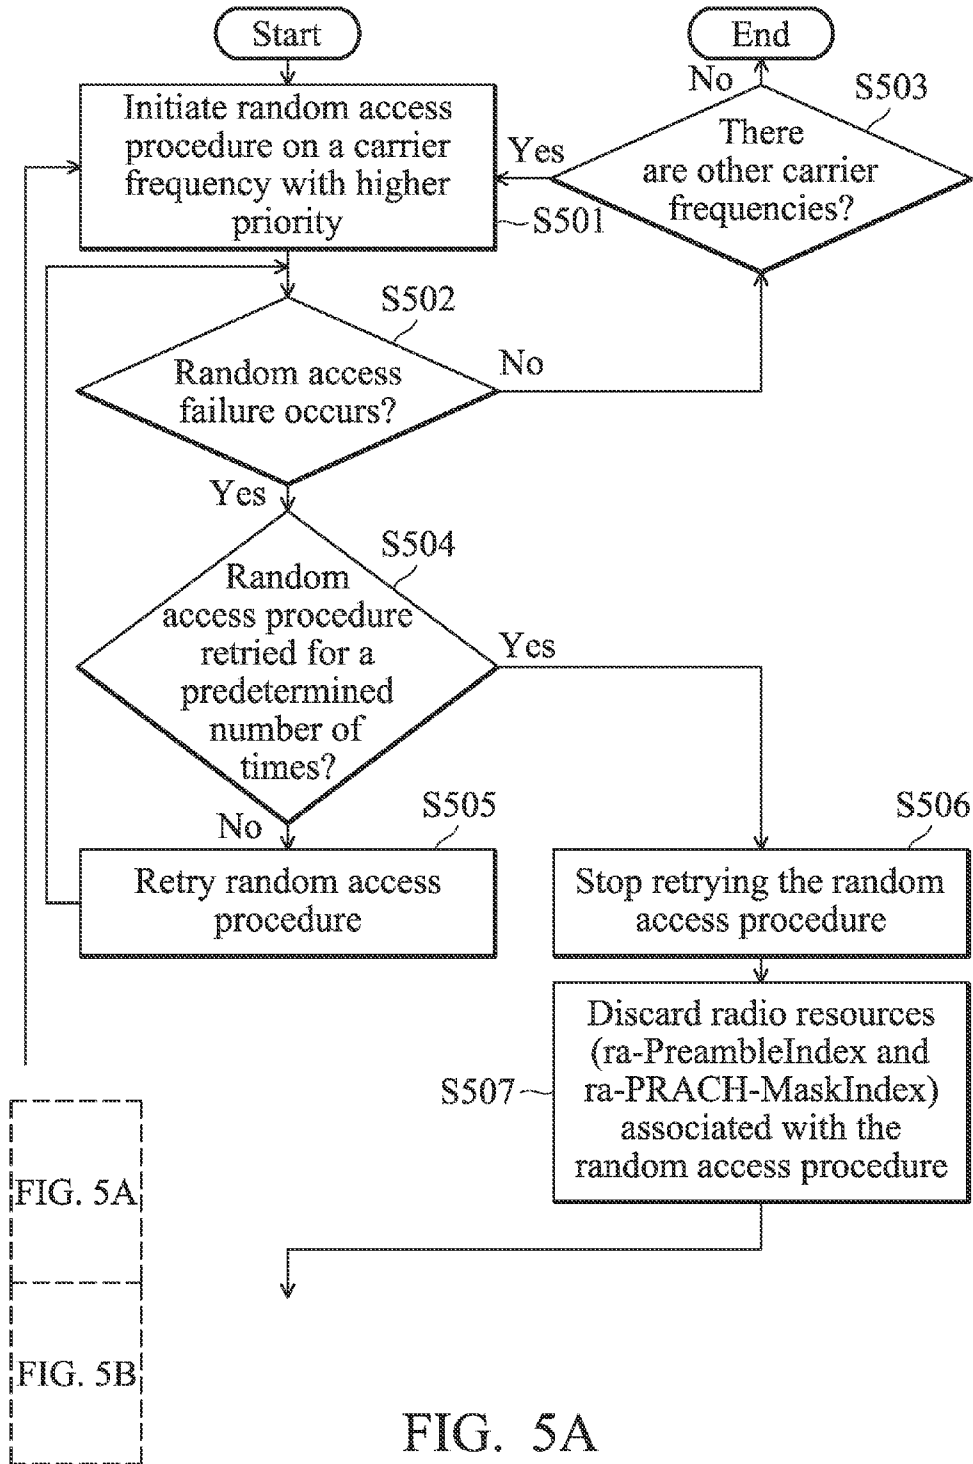 Start
End
Initiate random access
procedure on a carrier
frequency with higher
priority
S501
Yes
No
S503
There
are other carrier
frequencies?
S502
Random access
failure occurs?
No
Yes
S504
Random
access procedure
retried for a
predetermined
number of
times?
Yes
No
S505
Retry random access
procedure
S506
Stop retrying the random
access procedure
S507
Discard radio resources
(ra-PreambleIndex and
ra-PRACH-MaskIndex)
associated with the
random access procedure
FIG. 5A
FIG. 5B
FIG. 5A